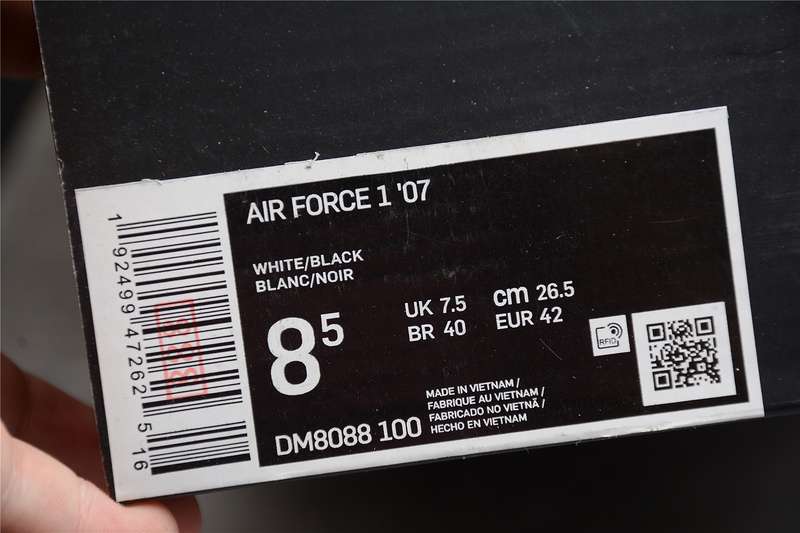 AIR FORCE 1 '07
WHITE/BLACK
BLANC/NOIR
8 5
UK 7.5
BR 40
cm 26.5
EUR 42
RFID
MADE IN VIETNAM /
FABRIQUE AU VIETNAM /
FABRICADO NO VIETNÃ /
HECHO EN VIETNAM
DM8088 100
1 92499 47262 5 16